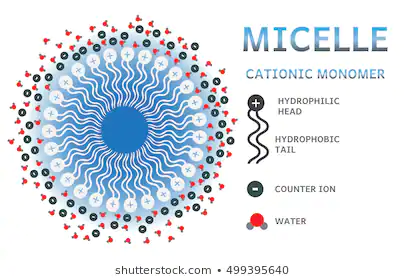 MICELLE
CATIONIC MONOMER
HYDROPHILIC
HEAD
HYDROPHOBIC
TAIL
COUNTER ION
WATER
shutterstock.com • 499395640